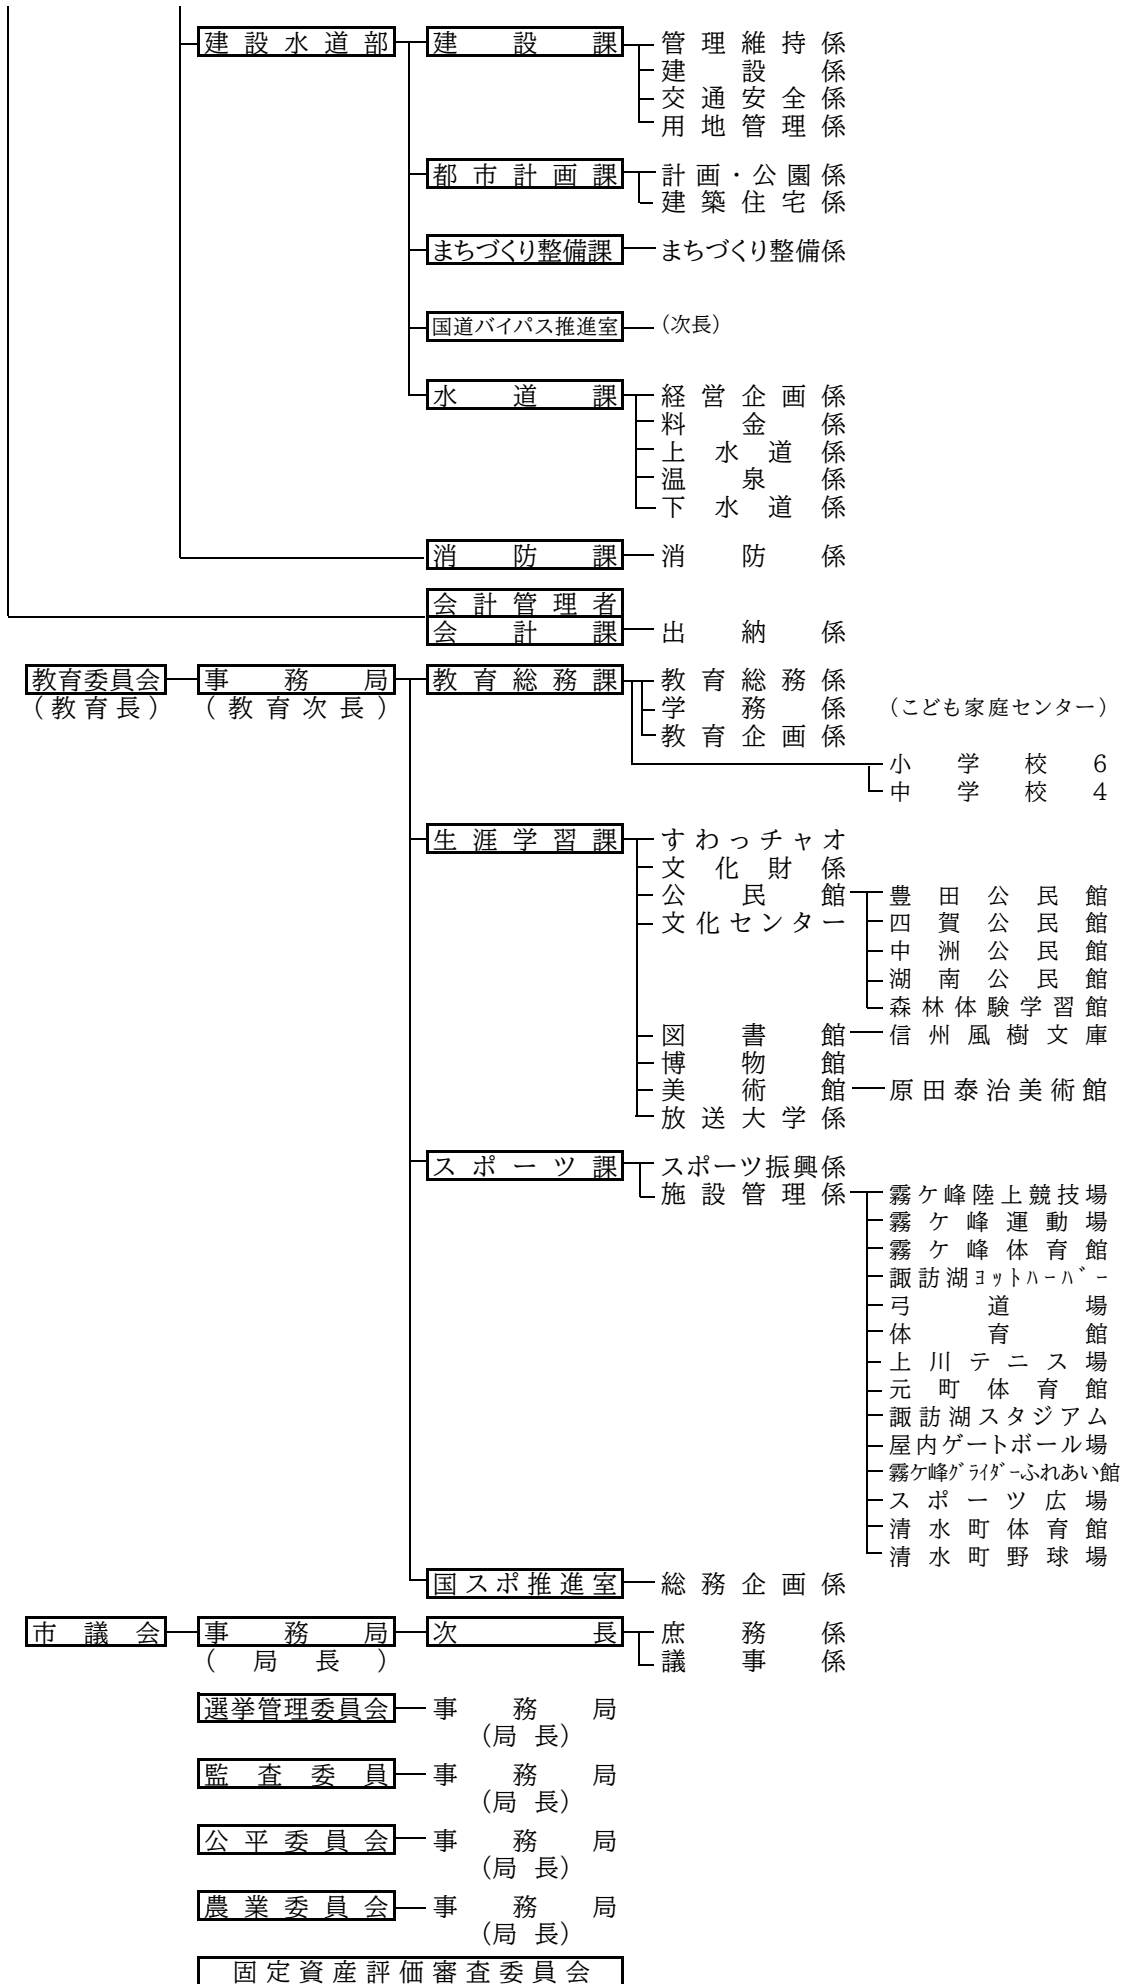 建設水道部 建設課 管理維持係
建設係
交通安全係
用地管理係
都市計画課 計画・公園係
建築住宅係
まちづくり整備課 まちづくり整備係
国道バイパス推進室 (次長)
水道課 経営企画係
料金係
上水道係
温泉係
下水道係
消防課 消防係
会計管理者
会計課 出納係
教育委員会 事務局 教育総務課 教育総務係
(教育長) (教育次長) 学務係 (こども家庭センター)
教育企画係
小学校6
中学校4
生涯学習課 すわっチャオ
文化財係
公民館 豊田公民館
文化センター 四賀公民館
中洲公民館
湖南公民館
森林体験学習館
図書館 信州風樹文庫
博物館
美術館 原田泰治美術館
放送大学係
スポーツ課 スポーツ振興係
施設管理係 霧ケ峰陸上競技場
霧ケ峰運動場
霧ケ峰体育館
諏訪湖ヨットハーバー
弓道場
体育館
上川テニス場
元町体育館
諏訪湖スタジアム
屋内ゲートボール場
霧ケ峰グライダーふれあい館
スポーツ広場
清水町体育館
清水町野球場
国スポ推進室 総務企画係
市議会 事務局 次長 庶務係
(局長) 議事係
選挙管理委員会 事務局
(局長)
監査委員 事務局
(局長)
公平委員会 事務局
(局長)
農業委員会 事務局
(局長)
固定資産評価審査委員会